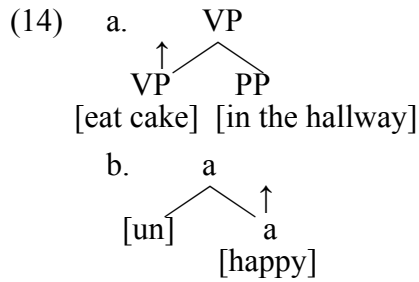 (14) a. VP
↑
VP PP
[eat cake] [in the hallway]
b. a
↑
[un] a
[happy]